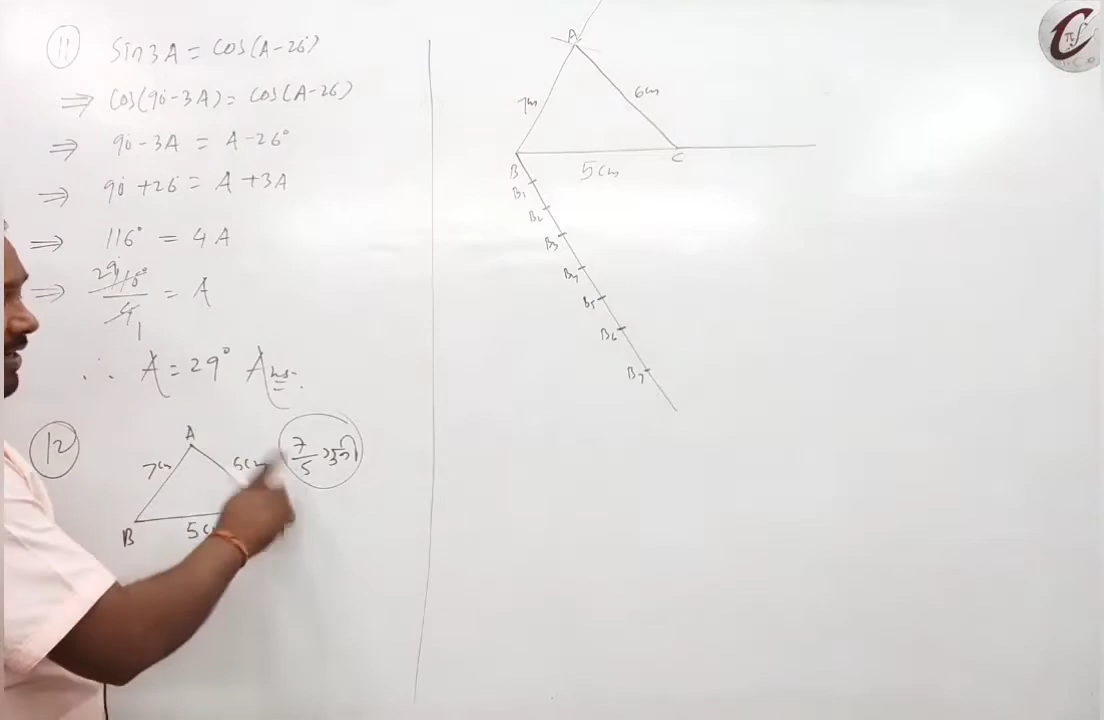 11
Sin 3A = cos(A-26°)
⇒ cos(90°-3A) = cos(A-26°)
⇒ 90°-3A = A-26°
⇒ 90°+26° = A+3A
⇒ 116° = 4A
⇒ 29 116°/4 1 = A
∴ A = 29° Ans.
12
A
7cm
B
5c
7/5 गुनी
A
7cm
6cm
B
5cm
C
B1
B2
B3
B4
B5
B6
B7
C